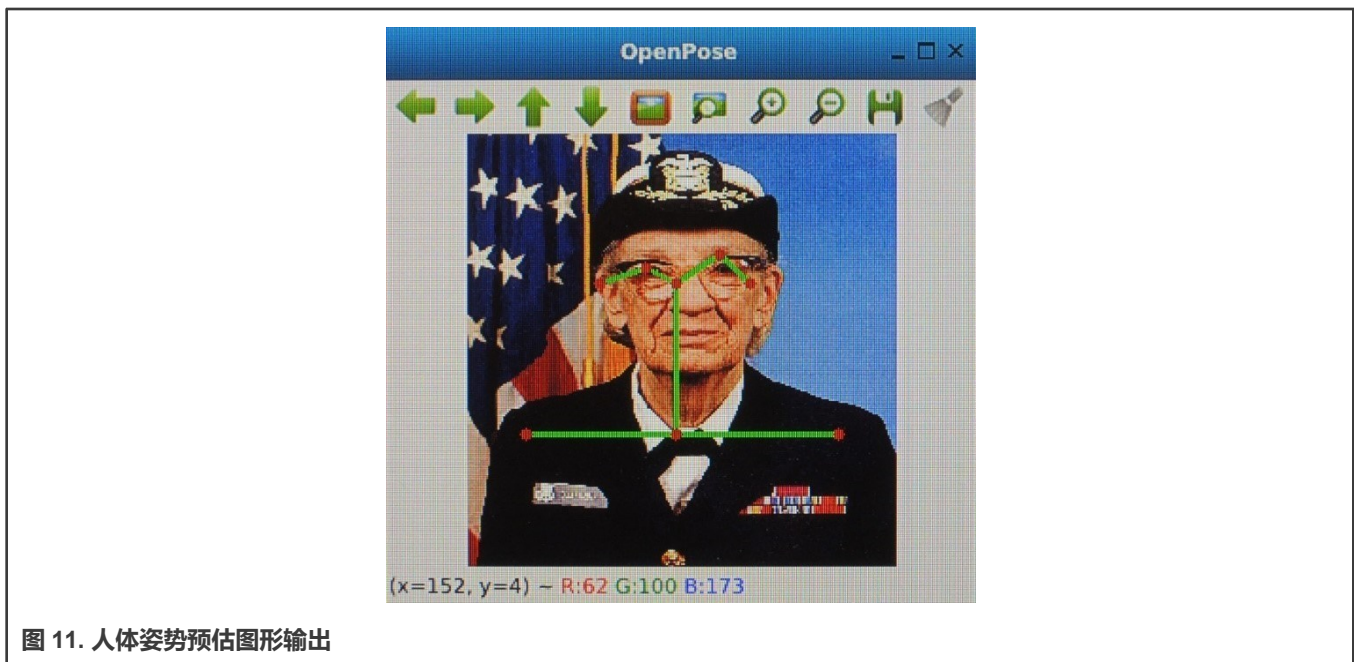 OpenPose
(x=152, y=4) ~ R:62 G:100 B:173
图 11. 人体姿势预估图形输出